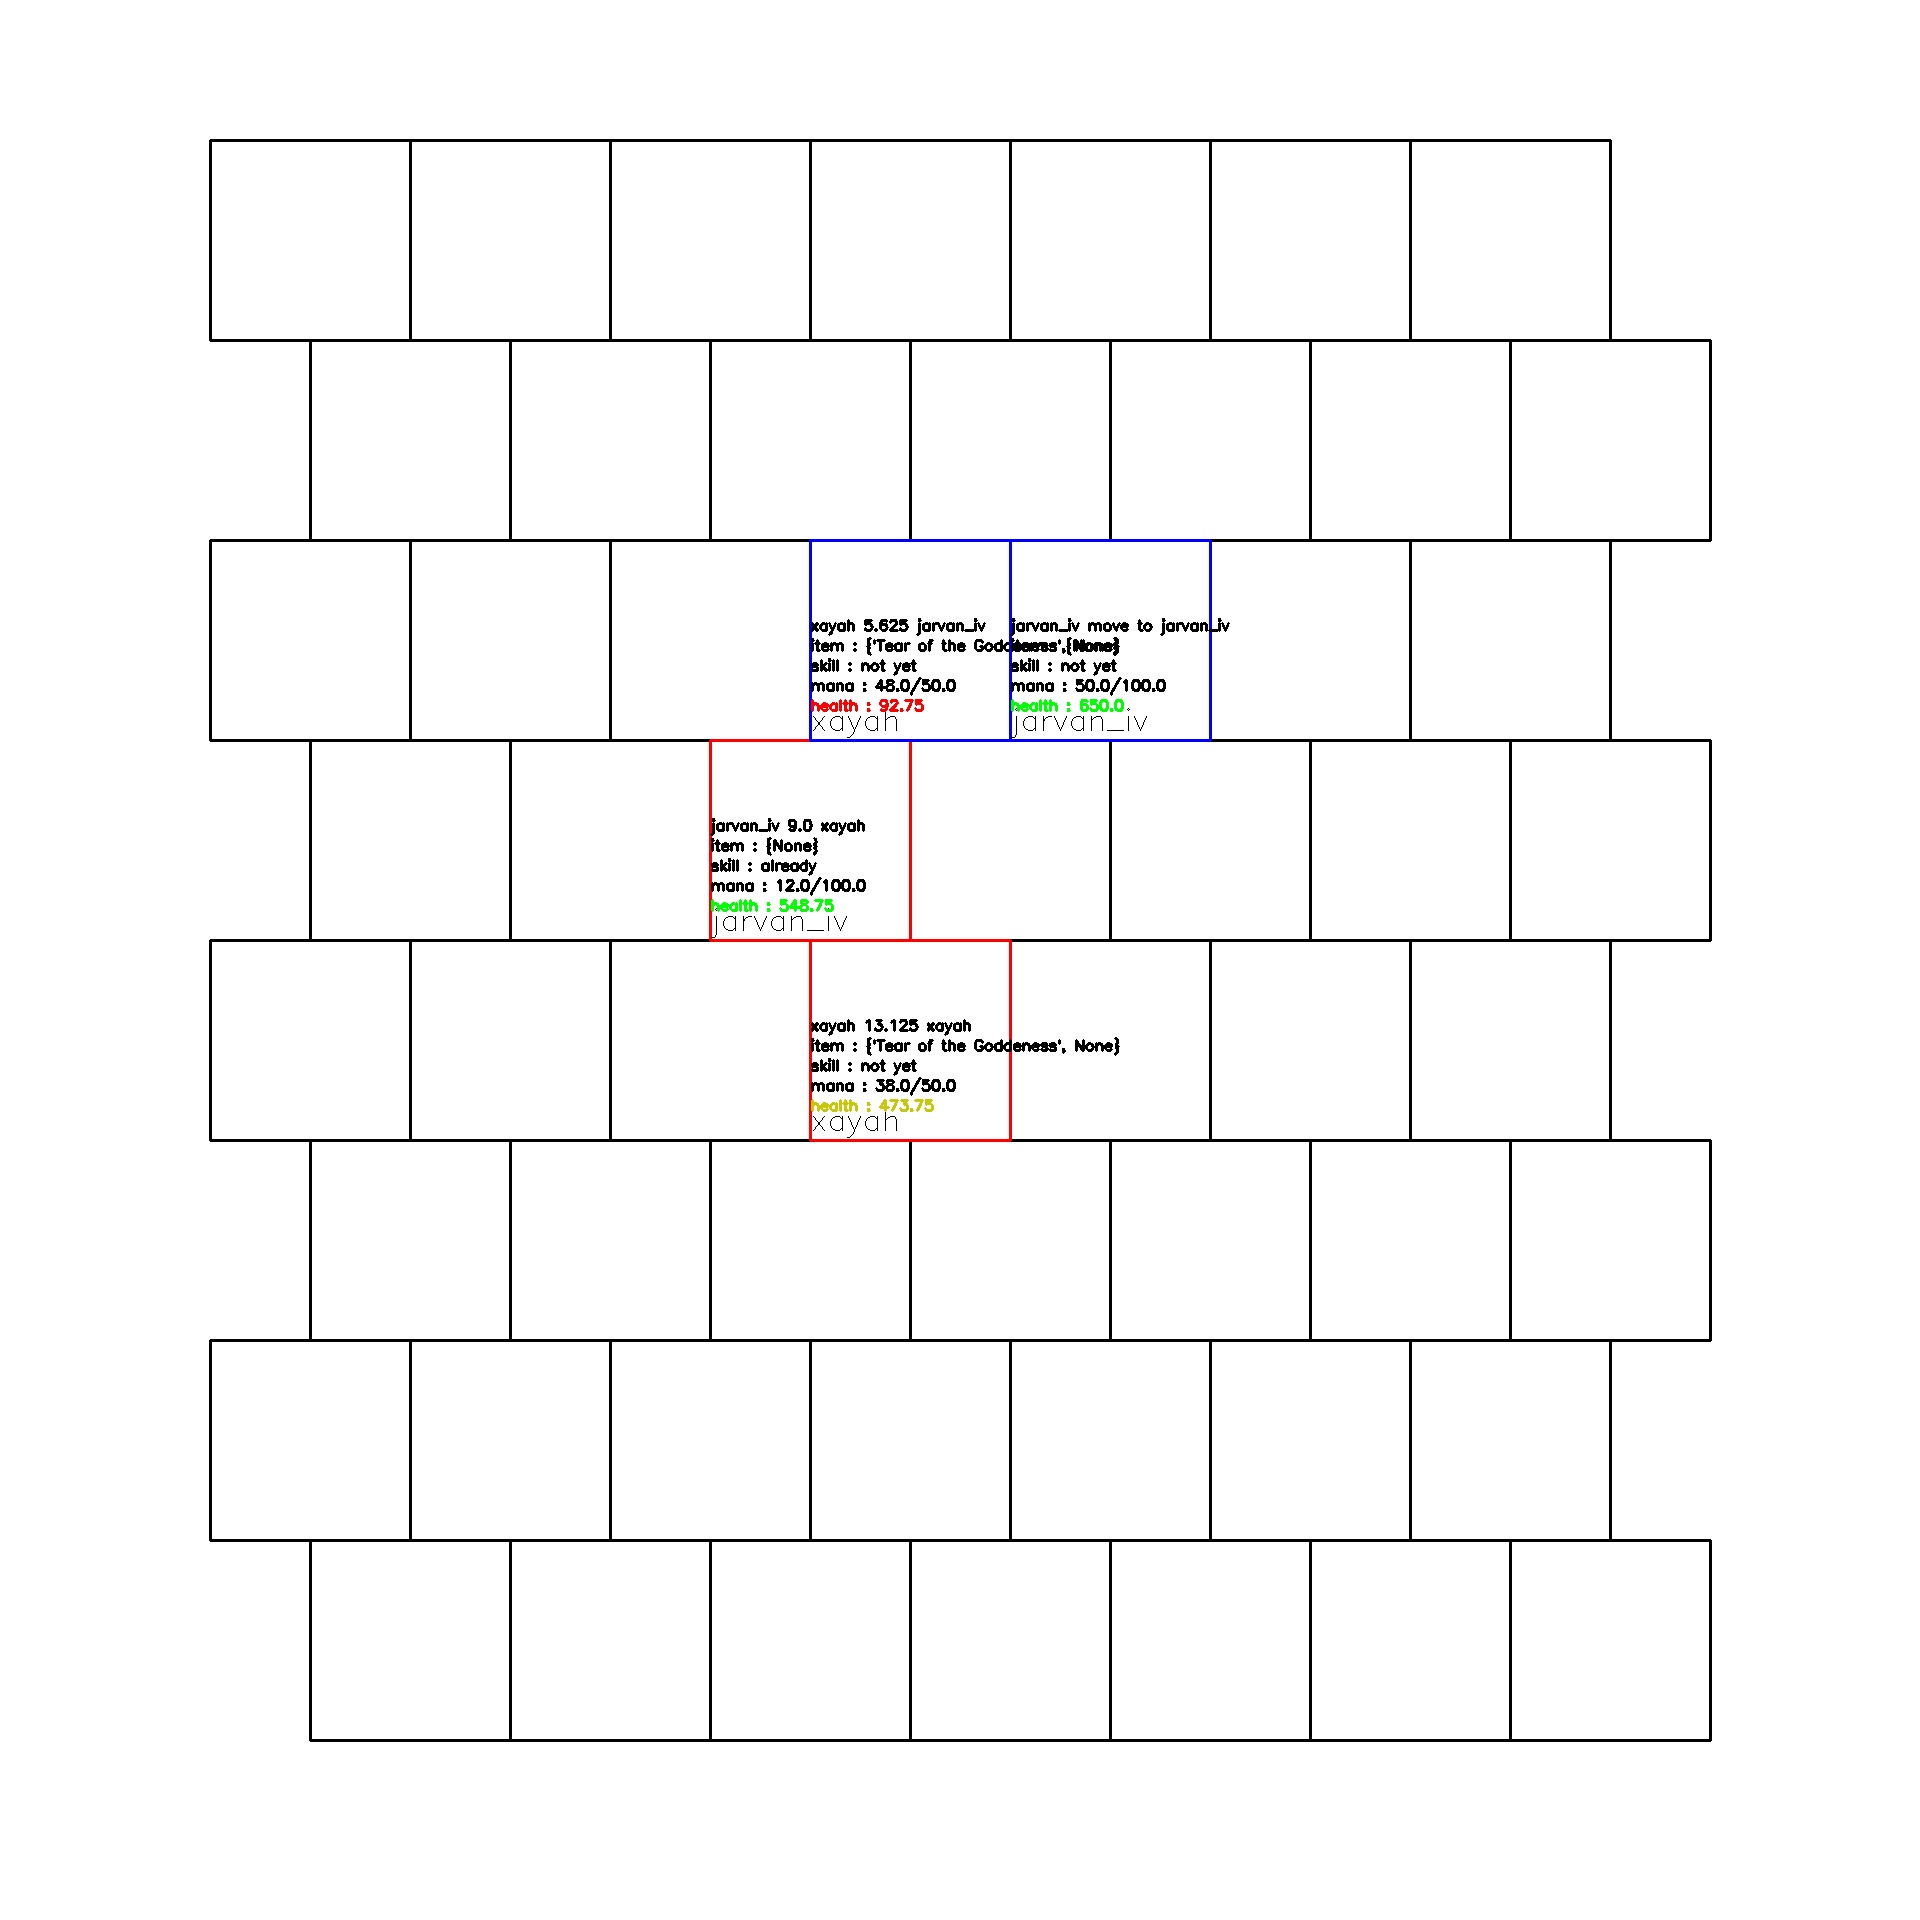 xayah 5.625 jarvan_iv
item : {'Tear of the Goddeness', None}
skill : not yet
mana : 48.0/50.0
health : 92.75
xayah
jarvan_iv move to jarvan_iv
item : {None}
skill : not yet
mana : 50.0/100.0
health : 650.0
jarvan_iv
jarvan_iv 9.0 xayah
item : {None}
skill : already
mana : 12.0/100.0
health : 548.75
jarvan_iv
xayah 13.125 xayah
item : {'Tear of the Goddeness', None}
skill : not yet
mana : 38.0/50.0
health : 473.75
xayah